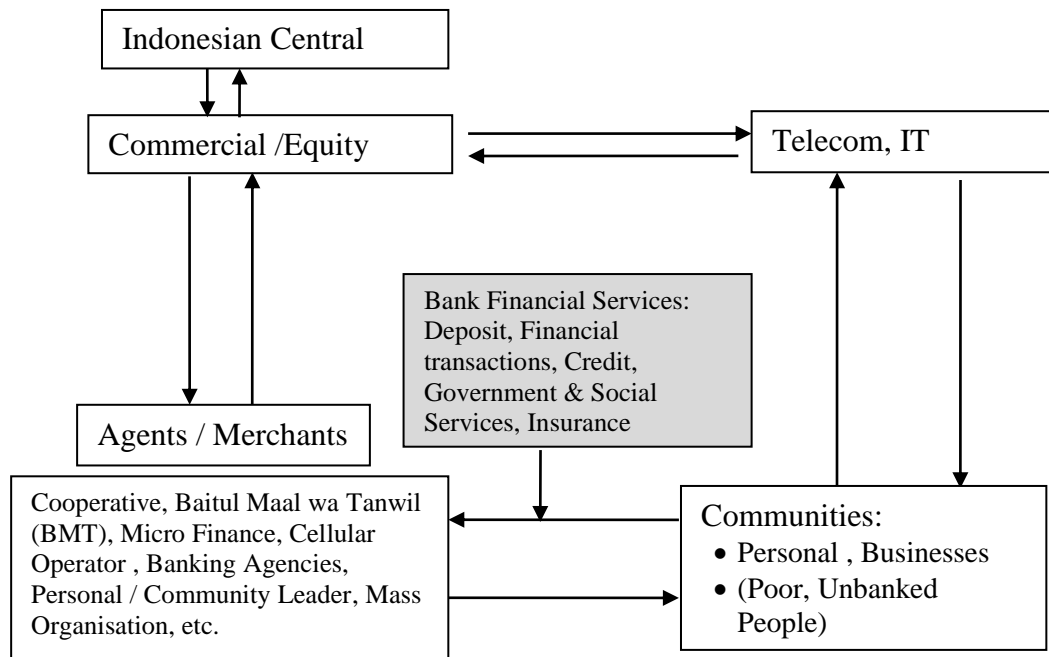 Indonesian Central
Commercial /Equity
Telecom, IT
Bank Financial Services:
Deposit, Financial
transactions, Credit,
Government & Social
Services, Insurance
Agents / Merchants
Cooperative, Baitul Maal wa Tanwil
(BMT), Micro Finance, Cellular
Operator , Banking Agencies,
Personal / Community Leader, Mass
Organisation, etc.
Communities:
• Personal , Businesses
• (Poor, Unbanked
People)